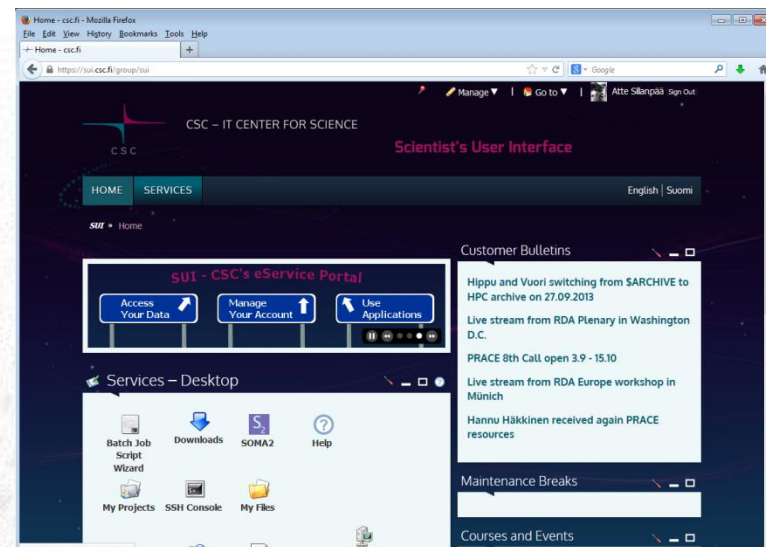 Home - csc.fi - Mozilla Firefox
File Edit View History Bookmarks Tools Help
Home - csc.fi
https://sui.csc.fi/group/sui
Google
Manage
Go to
Atte Sillanpää Sign Out
CSC
CSC – IT CENTER FOR SCIENCE
Scientist's User Interface
HOME
SERVICES
English | Suomi
SUI » Home
SUI - CSC's eService Portal
Access
Your Data
Manage
Your Account
Use
Applications
Services – Desktop
Batch Job
Script
Wizard
Downloads
S2
SOMA2
Help
My Projects
SSH Console
My Files
Customer Bulletins
Hippu and Vuori switching from $ARCHIVE to
HPC archive on 27.09.2013
Live stream from RDA Plenary in Washington
D.C.
PRACE 8th Call open 3.9 - 15.10
Live stream from RDA Europe workshop in
Münich
Hannu Häkkinen received again PRACE
resources
Maintenance Breaks
Courses and Events